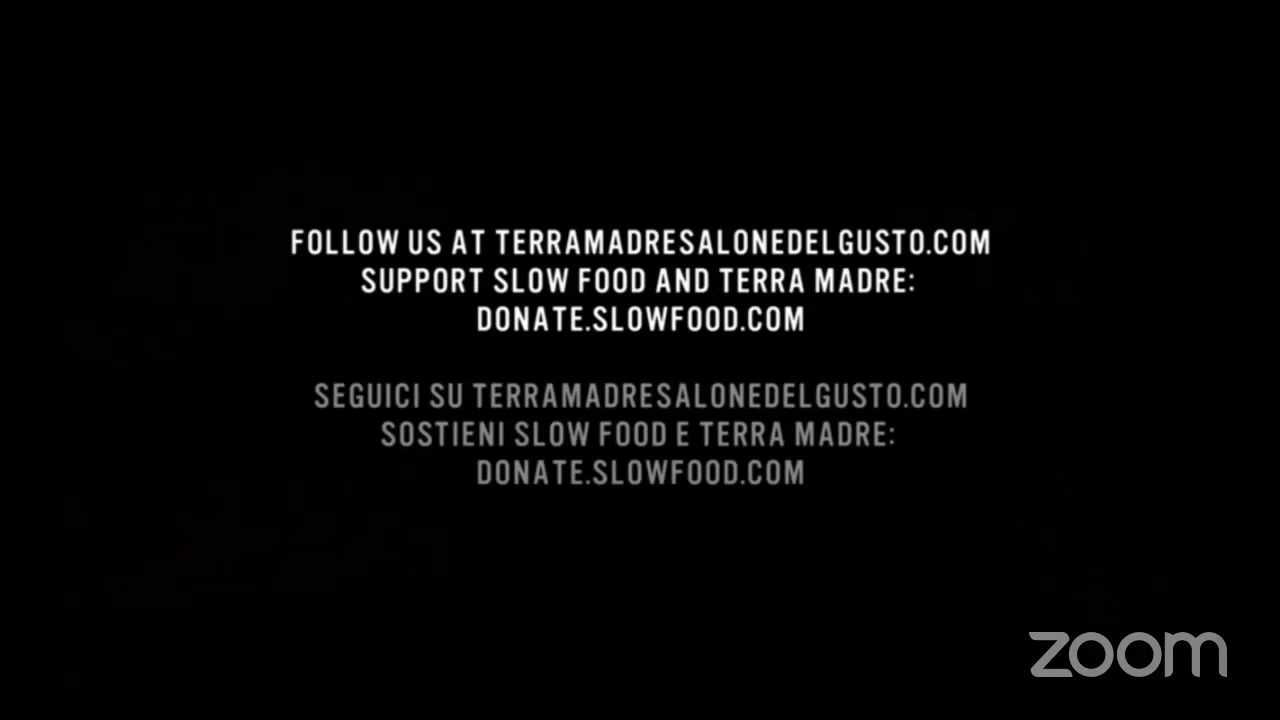 FOLLOW US AT TERRAMADRESALONEDELGUSTO.COM
SUPPORT SLOW FOOD AND TERRA MADRE:
DONATE.SLOWFOOD.COM
SEGUICI SU TERRAMADRESALONEDELGUSTO.COM
SOSTIENI SLOW FOOD E TERRA MADRE:
DONATE.SLOWFOOD.COM
zoom